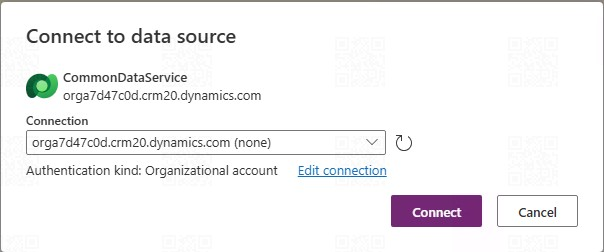 Connect to data source
CommonDataService
orga7d47c0d.crm20.dynamics.com
Connection
orga7d47c0d.crm20.dynamics.com (none)
Authentication kind: Organizational account Edit connection
Connect Cancel